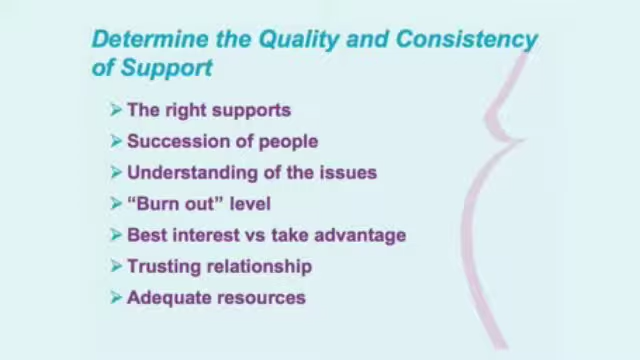 Determine the Quality and Consistency
of Support
The right supports
Succession of people
Understanding of the issues
“Burn out” level
Best interest vs take advantage
Trusting relationship
Adequate resources